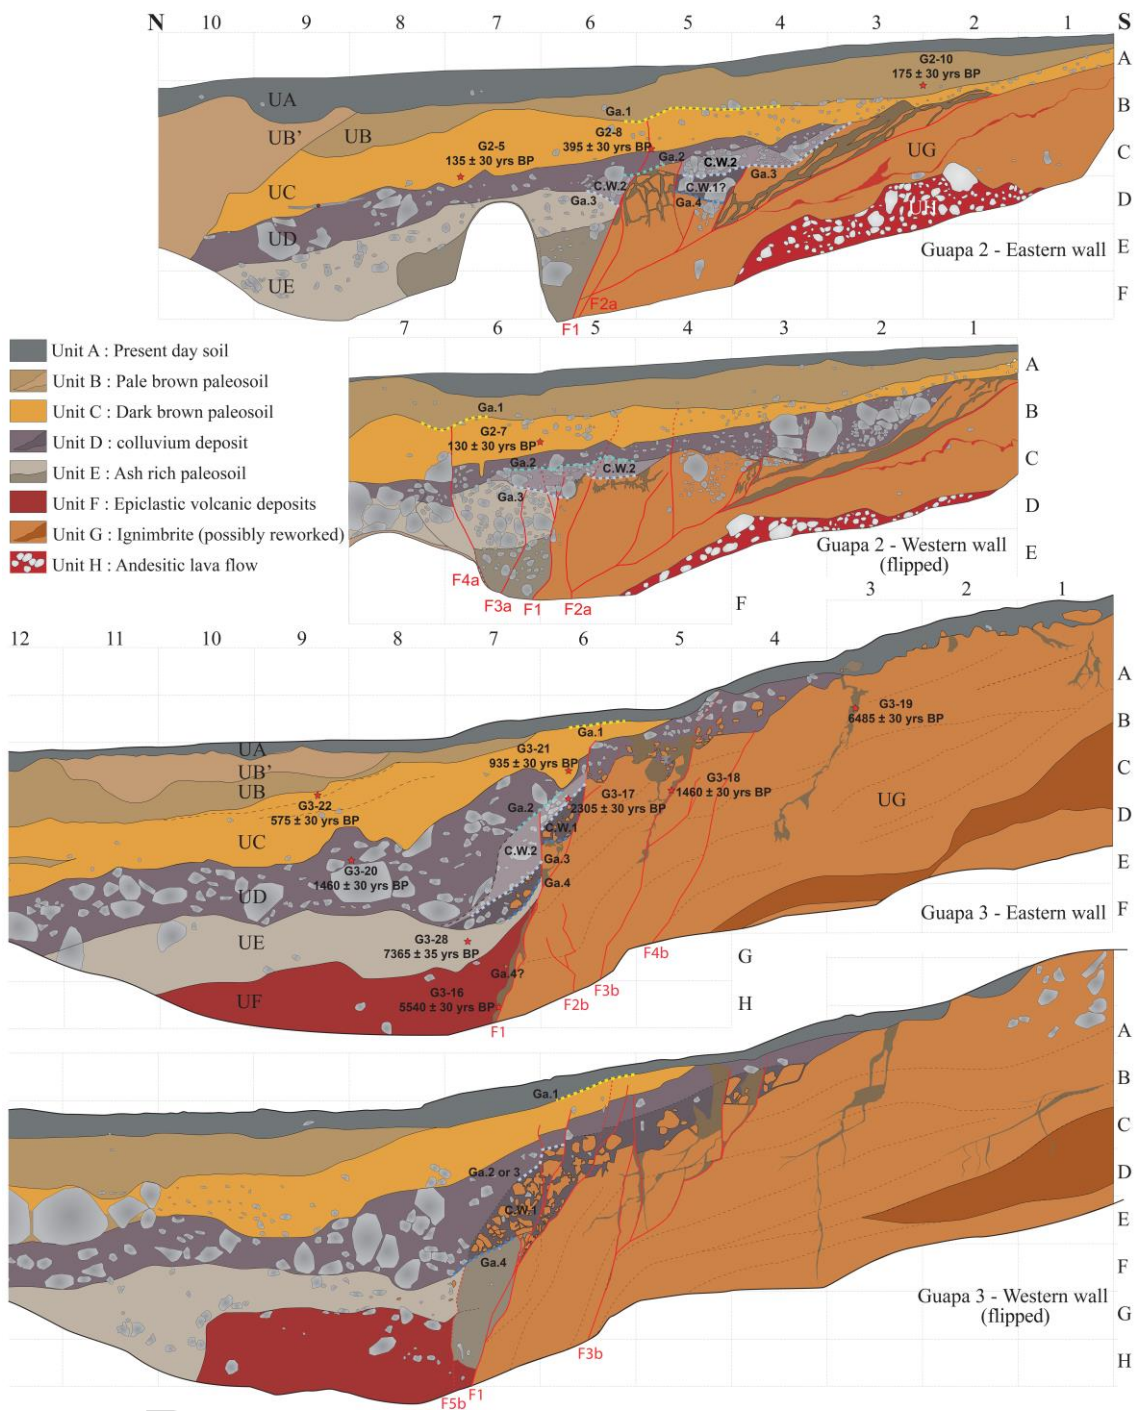 N 10 9 8 7 6 5 4 3 2 1 S
A
G2-10
175 ± 30 yrs BP
UA
B
Ga.1
UB'
UB
G2-8
395 ± 30 yrs BP
G2-5
135 ± 30 yrs BP
Ga.2
C.W.2
UG
C
UC
C.W.2
C.W.1?
Ga.3
Ga.3
Ga.4
D
UH
UD
E
Guapa 2 - Eastern wall
UE
F2a
F
F1
7 6 5 4 3 2 1
Unit A : Present day soil
Unit B : Pale brown paleosoil
Unit C : Dark brown paleosoil
Unit D : colluvium deposit
Unit E : Ash rich paleosoil
Unit F : Epiclastic volcanic deposits
Unit G : Ignimbrite (possibly reworked)
Unit H : Andesitic lava flow
A
Ga.1
B
G2-7
130 ± 30 yrs BP
Ga.2
C.W.2
C
Ga.3
D
Guapa 2 - Western wall
(flipped)
E
F4a
F3a
F1
F2a
F
12 11 10 9 8 7 6 5 4 3 2 1
A
G3-19
6485 ± 30 yrs BP
B
Ga.1
UA
G3-21
935 ± 30 yrs BP
UB'
UB
C
G3-18
1460 ± 30 yrs BP
G3-17
2305 ± 30 yrs BP
G3-22
575 ± 30 yrs BP
Ga.2
UG
D
C.W.1
UC
C.W.2
Ga.3
E
G3-20
1460 ± 30 yrs BP
Ga.4
UD
F
Guapa 3 - Eastern wall
UE
G3-28
7365 ± 35 yrs BP
F4b
G
Ga.4?
F3b
G3-16
5540 ± 30 yrs BP
UF
F2b
H
F1
A
B
Ga.1
C
Ga.2 or 3
D
C.W.1
E
Ga.4
F
Guapa 3 - Western wall
(flipped)
G
F3b
H
F5b
F1